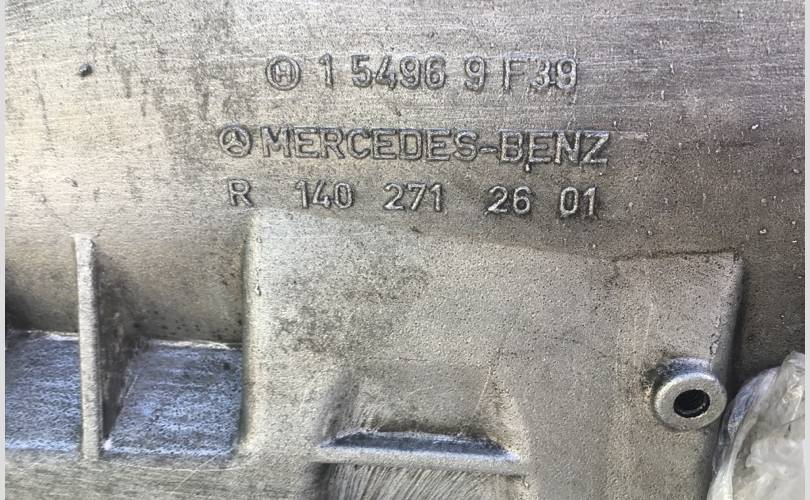 H 1 5496 9 F39
MERCEDES-BENZ
R 140 271 26 01